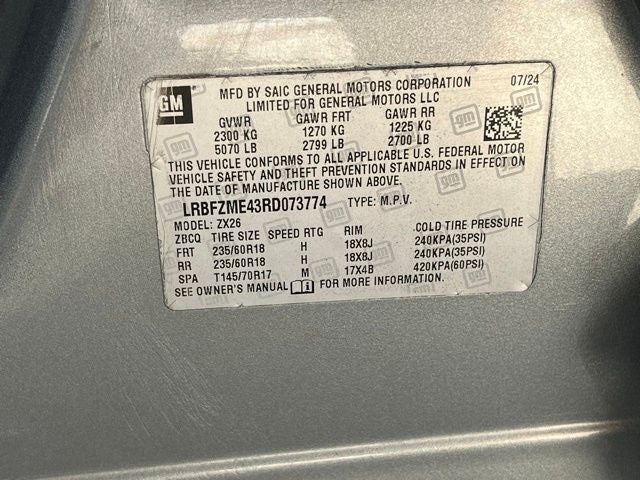 GM
MFD BY SAIC GENERAL MOTORS CORPORATION 07/24
LIMITED FOR GENERAL MOTORS LLC
GVWR GAWR FRT GAWR RR
2300 KG 1270 KG 1225 KG
5070 LB 2799 LB 2700 LB
THIS VEHICLE CONFORMS TO ALL APPLICABLE U.S. FEDERAL MOTOR
VEHICLE SAFETY AND THEFT PREVENTION STANDARDS IN EFFECT ON
THE DATE OF MANUFACTURE SHOWN ABOVE.
LRBFZME43RD073774 TYPE: M.P.V.
MODEL: ZX26
ZBCQ TIRE SIZE SPEED RTG RIM COLD TIRE PRESSURE
FRT 235/60R18 H 18X8J 240KPA(35PSI)
RR 235/60R18 H 18X8J 240KPA(35PSI)
SPA T145/70R17 M 17X4B 420KPA(60PSI)
SEE OWNER'S MANUAL FOR MORE INFORMATION.